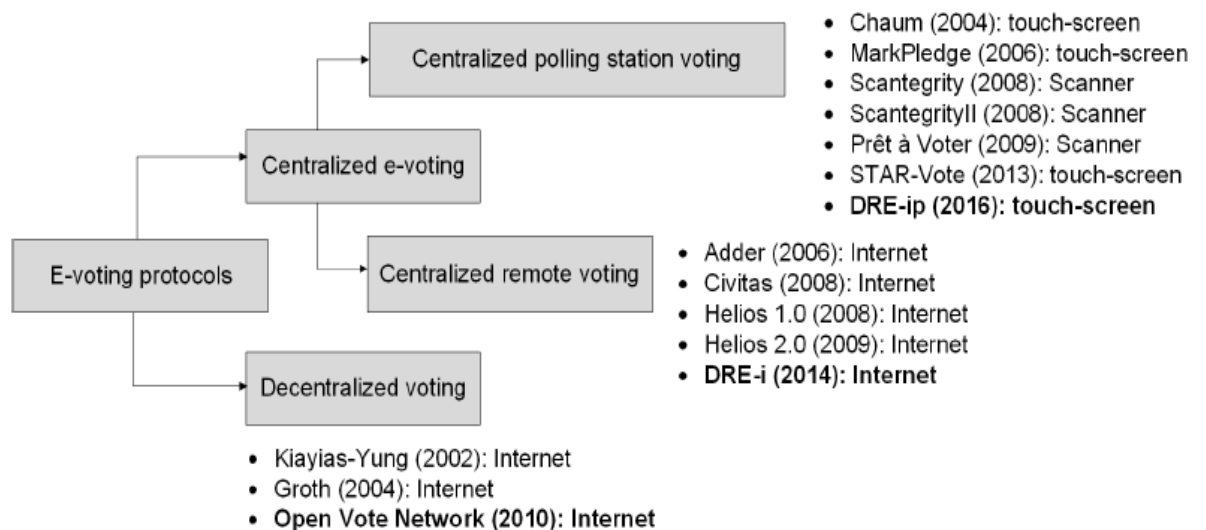 Centralized polling station voting
• Chaum (2004): touch-screen
• MarkPledge (2006): touch-screen
• Scantegrity (2008): Scanner
• ScantegrityII (2008): Scanner
• Prêt à Voter (2009): Scanner
• STAR-Vote (2013): touch-screen
• DRE-ip (2016): touch-screen
Centralized e-voting
E-voting protocols
Centralized remote voting
• Adder (2006): Internet
• Civitas (2008): Internet
• Helios 1.0 (2008): Internet
• Helios 2.0 (2009): Internet
• DRE-i (2014): Internet
Decentralized voting
• Kiayias-Yung (2002): Internet
• Groth (2004): Internet
• Open Vote Network (2010): Internet